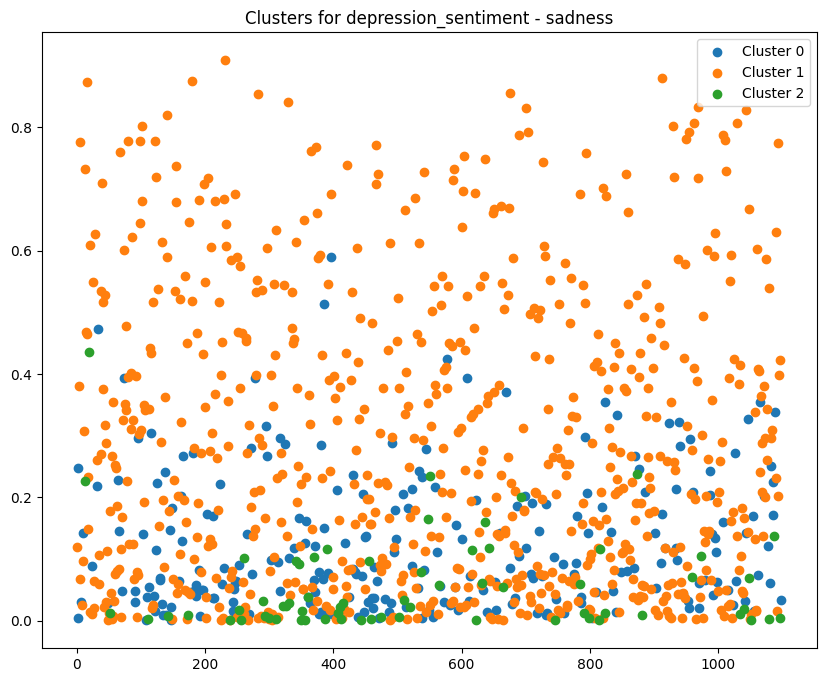 Clusters for depression_sentiment - sadness
Cluster 0
Cluster 1
Cluster 2
0.8
0.6
0.4
0.2
0.0
0 200 400 600 800 1000